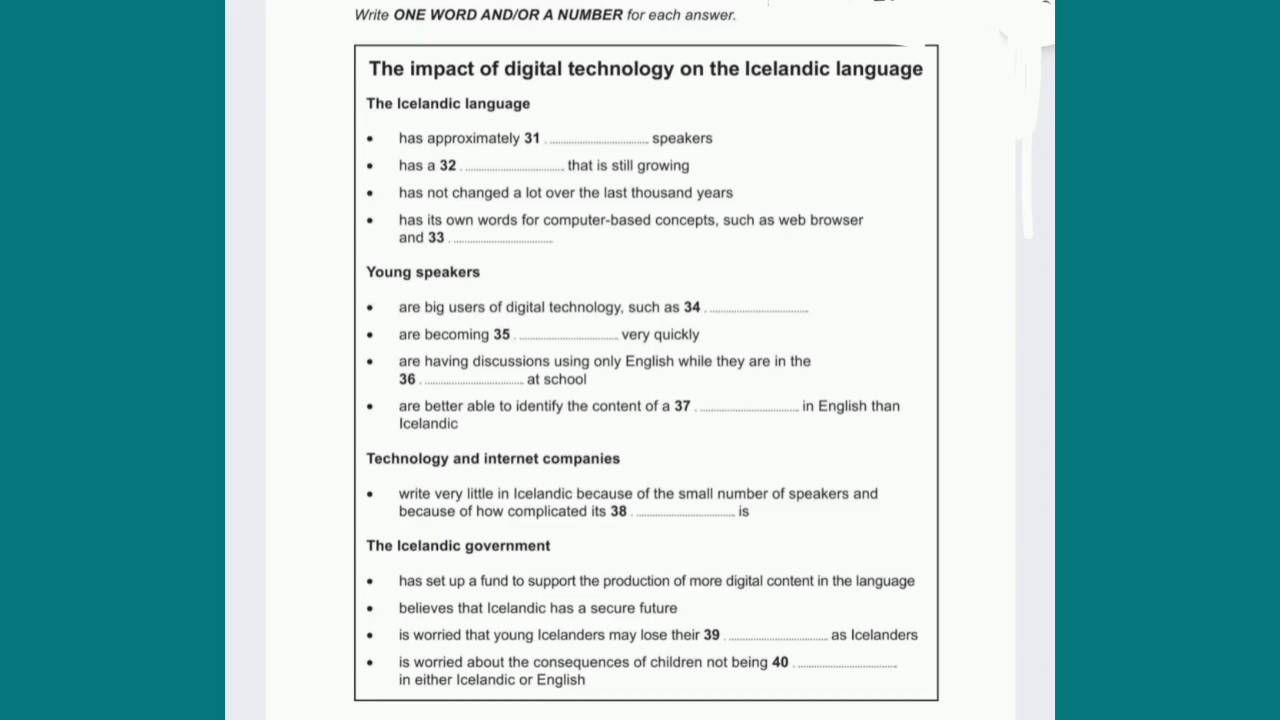 Write ONE WORD AND/OR A NUMBER for each answer.
The impact of digital technology on the Icelandic language
The Icelandic language
• has approximately 31 .............................. speakers
• has a 32 .............................. that is still growing
• has not changed a lot over the last thousand years
• has its own words for computer-based concepts, such as web browser
and 33 ..............................
Young speakers
• are big users of digital technology, such as 34 ..............................
• are becoming 35 .............................. very quickly
• are having discussions using only English while they are in the
36 .............................. at school
• are better able to identify the content of a 37 .............................. in English than
Icelandic
Technology and internet companies
• write very little in Icelandic because of the small number of speakers and
because of how complicated its 38 .............................. is
The Icelandic government
• has set up a fund to support the production of more digital content in the language
• believes that Icelandic has a secure future
• is worried that young Icelanders may lose their 39 .............................. as Icelanders
• is worried about the consequences of children not being 40 ..............................
in either Icelandic or English